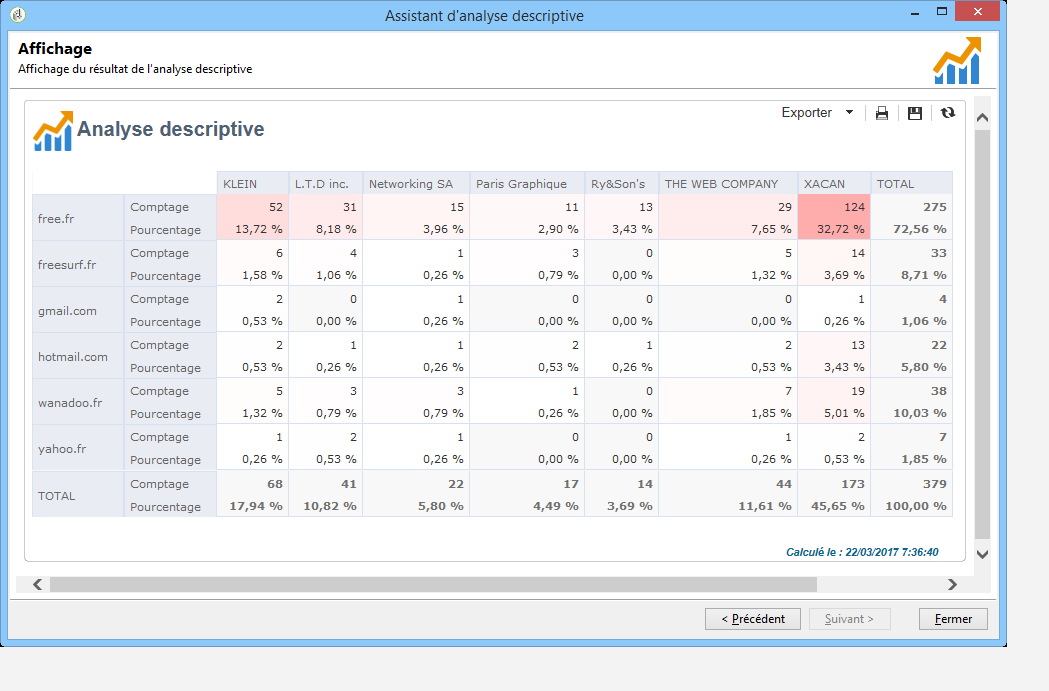 Assistant d'analyse descriptive
Affichage
Affichage du résultat de l'analyse descriptive
Exporter
Analyse descriptive
KLEIN L.T.D inc. Networking SA Paris Graphique Ry&Son's THE WEB COMPANY XACAN TOTAL
free.fr Comptage 52 31 15 11 13 29 124 275
Pourcentage 13,72 % 8,18 % 3,96 % 2,90 % 3,43 % 7,65 % 32,72 % 72,56 %
freesurf.fr Comptage 6 4 1 3 0 5 14 33
Pourcentage 1,58 % 1,06 % 0,26 % 0,79 % 0,00 % 1,32 % 3,69 % 8,71 %
gmail.com Comptage 2 0 1 0 0 0 1 4
Pourcentage 0,53 % 0,00 % 0,26 % 0,00 % 0,00 % 0,00 % 0,26 % 1,06 %
hotmail.com Comptage 2 1 1 2 1 2 13 22
Pourcentage 0,53 % 0,26 % 0,26 % 0,53 % 0,26 % 0,53 % 3,43 % 5,80 %
wanadoo.fr Comptage 5 3 3 1 0 7 19 38
Pourcentage 1,32 % 0,79 % 0,79 % 0,26 % 0,00 % 1,85 % 5,01 % 10,03 %
yahoo.fr Comptage 1 2 1 0 0 1 2 7
Pourcentage 0,26 % 0,53 % 0,26 % 0,00 % 0,00 % 0,26 % 0,53 % 1,85 %
TOTAL Comptage 68 41 22 17 14 44 173 379
Pourcentage 17,94 % 10,82 % 5,80 % 4,49 % 3,69 % 11,61 % 45,65 % 100,00 %
Calculé le : 22/03/2017 7:36:40
< Précédent Suivant > Fermer